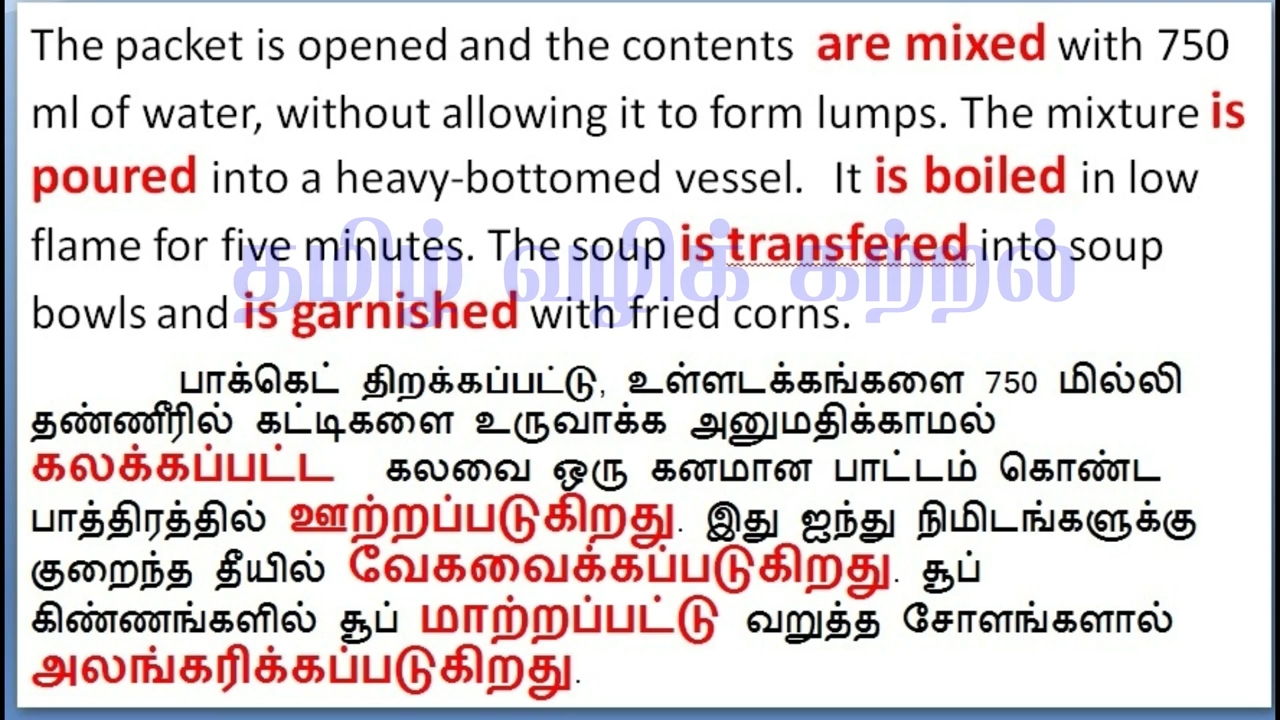 The packet is opened and the contents are mixed with 750
ml of water, without allowing it to form lumps. The mixture is
poured into a heavy-bottomed vessel. It is boiled in low
flame for five minutes. The soup is transfered into soup
தமிழ் வழிக் கற்றல்
bowls and is garnished with fried corns.
பாக்கெட் திறக்கப்பட்டு, உள்ளடக்கங்களை 750 மில்லி
தண்ணீரில் கட்டிகளை உருவாக்க அனுமதிக்காமல்
கலக்கப்பட்ட கலவை ஒரு கனமான பாட்டம் கொண்ட
பாத்திரத்தில் ஊற்றப்படுகிறது. இது ஐந்து நிமிடங்களுக்கு
குறைந்த தீயில் வேகவைக்கப்படுகிறது. சூப்
கிண்ணங்களில் சூப் மாற்றப்பட்டு வறுத்த சோளங்களால்
அலங்கரிக்கப்படுகிறது.